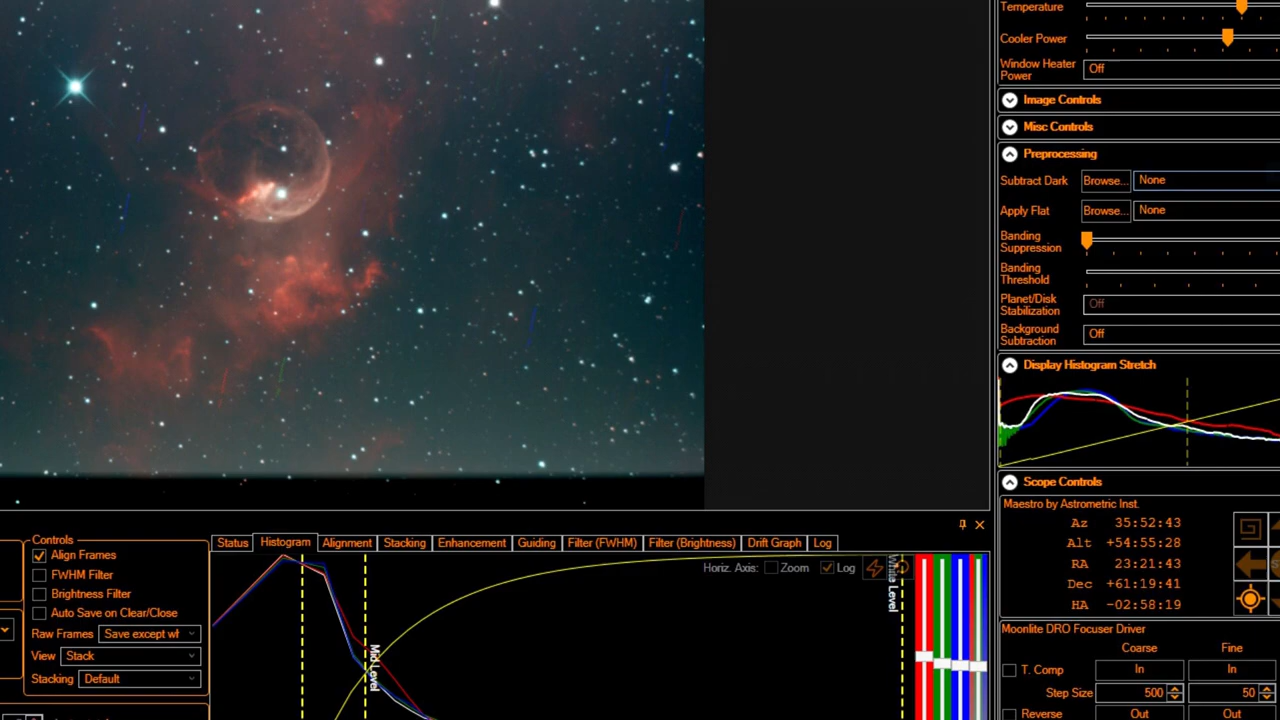 Temperature
Cooler Power
Window Heater
Power
Off
Image Controls
Misc Controls
Preprocessing
Subtract Dark Browse... None
Apply Flat Browse... None
Banding
Suppression
Banding
Threshold
Planet/Disk
Stabilization
Off
Background
Subtraction
Off
Display Histogram Stretch
Scope Controls
Maestro by Astrometric Inst.
Az 35:52:43
Alt +54:55:28
RA 23:21:43
Dec +61:19:41
HA -02:58:19
Moonlite DRO Focuser Driver
Coarse Fine
T. Comp In In
Step Size 500 50
Reverse Out Out
Controls
Align Frames
FWHM Filter
Brightness Filter
Auto Save on Clear/Close
Raw Frames Save except wh
View Stack
Stacking Default
Status Histogram Alignment Stacking Enhancement Guiding Filter (FWHM) Filter (Brightness) Drift Graph Log
Horiz. Axis: Zoom Log
White Level
Mid Level